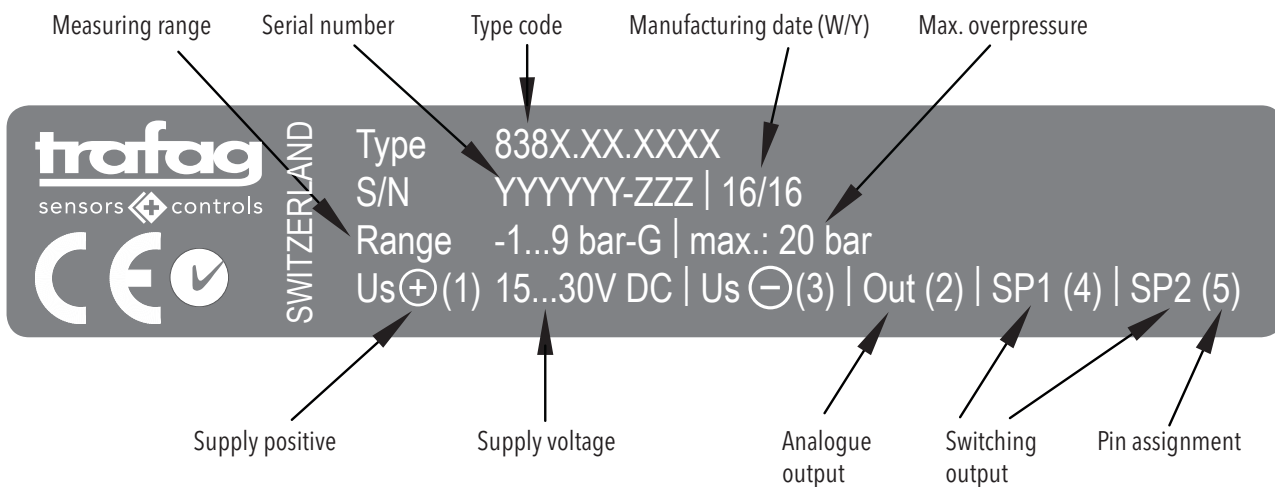 Measuring range Serial number Type code Manufacturing date (W/Y) Max. overpressure
trafag
sensors controls
CE
SWITZERLAND
Type 838X.XX.XXXX
S/N YYYYYY-ZZZ | 16/16
Range -1...9 bar-G | max.: 20 bar
Us⊕(1) 15...30V DC | Us⊖(3) | Out (2) | SP1 (4) | SP2 (5)
Supply positive Supply voltage Analogue output Switching output Pin assignment